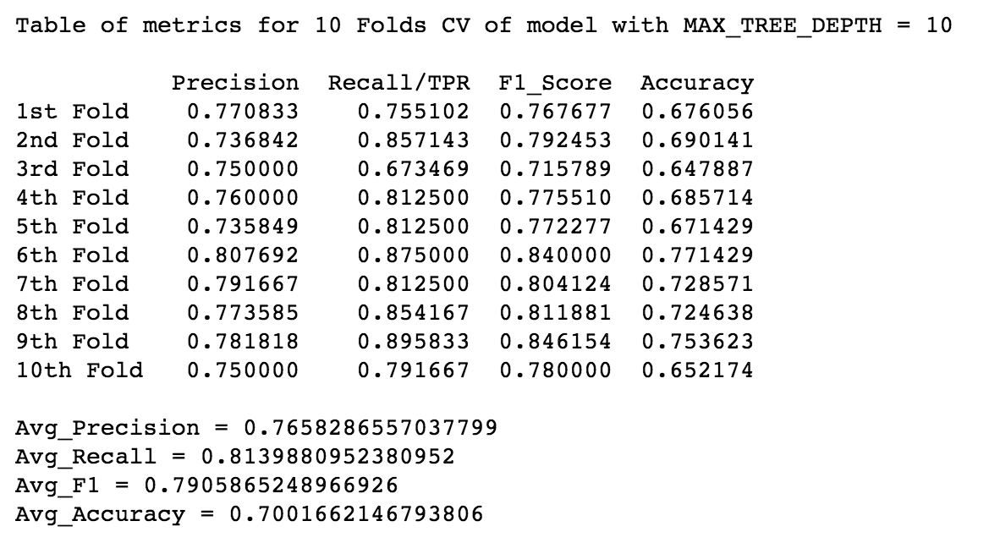 Table of metrics for 10 Folds CV of model with MAX_TREE_DEPTH = 10
Precision Recall/TPR F1_Score Accuracy
1st Fold 0.770833 0.755102 0.767677 0.676056
2nd Fold 0.736842 0.857143 0.792453 0.690141
3rd Fold 0.750000 0.673469 0.715789 0.647887
4th Fold 0.760000 0.812500 0.775510 0.685714
5th Fold 0.735849 0.812500 0.772277 0.671429
6th Fold 0.807692 0.875000 0.840000 0.771429
7th Fold 0.791667 0.812500 0.804124 0.728571
8th Fold 0.773585 0.854167 0.811881 0.724638
9th Fold 0.781818 0.895833 0.846154 0.753623
10th Fold 0.750000 0.791667 0.780000 0.652174
Avg_Precision = 0.7658286557037799
Avg_Recall = 0.8139880952380952
Avg_F1 = 0.7905865248966926
Avg_Accuracy = 0.7001662146793806